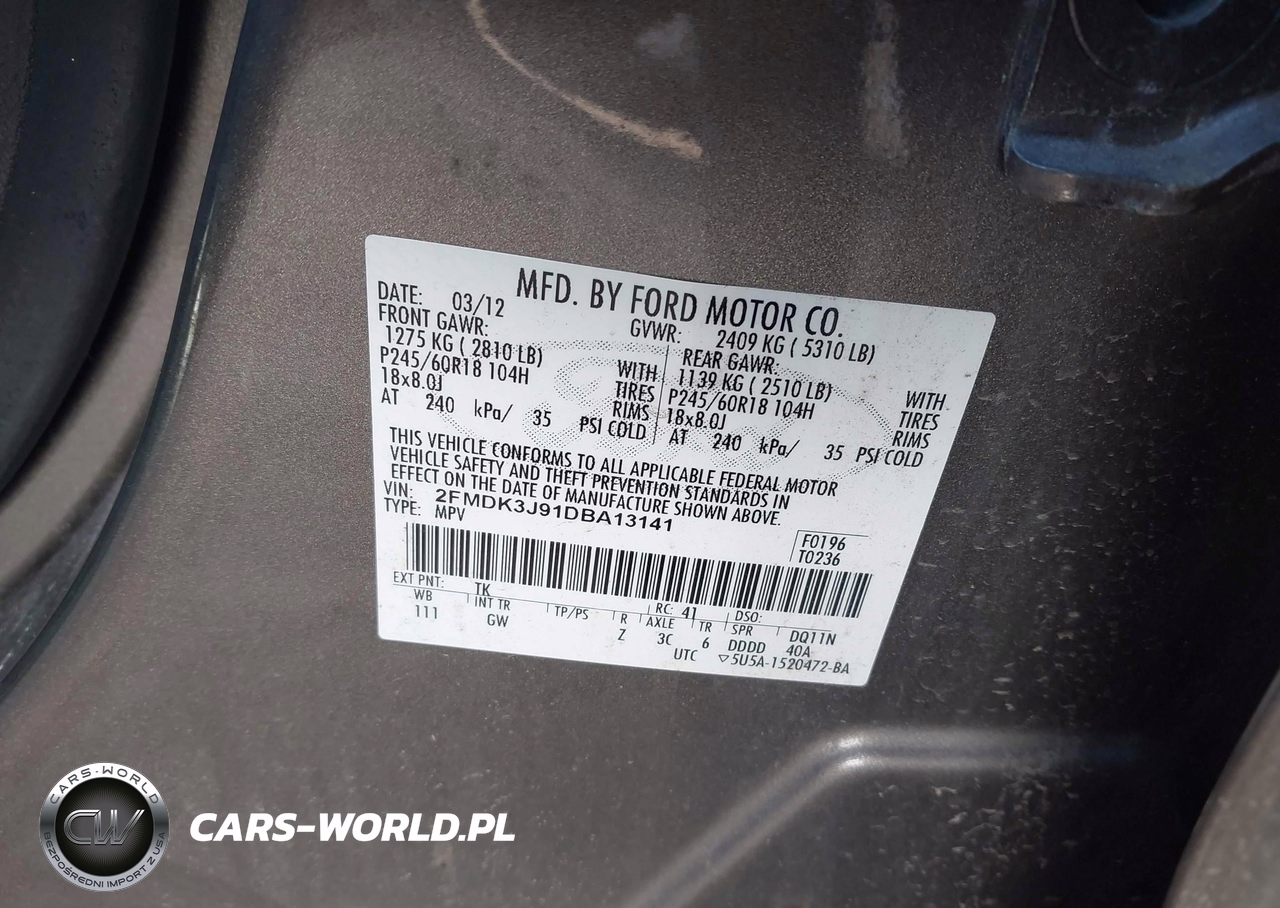 MFD. BY FORD MOTOR CO.
DATE: 03/12 GVWR: 2409 KG ( 5310 LB)
FRONT GAWR: REAR GAWR:
1275 KG ( 2810 LB) WITH 1139 KG ( 2510 LB) WITH
P245/60R18 104H TIRES P245/60R18 104H TIRES
18x8.0J RIMS 18x8.0J RIMS
AT 240 kPa/ 35 PSI COLD AT 240 kPa/ 35 PSI COLD
THIS VEHICLE CONFORMS TO ALL APPLICABLE FEDERAL MOTOR
VEHICLE SAFETY AND THEFT PREVENTION STANDARDS IN
EFFECT ON THE DATE OF MANUFACTURE SHOWN ABOVE.
VIN: 2FMDK3J91DBA13141
TYPE: MPV
F0196
T0236
EXT PNT: TK RC: 41 DSO:
WB INT TR TP/PS R AXLE TR SPR DQ11N
111 GW Z 3C 6 DDDD 40A
UTC ▽5U5A-1520472-BA
CARS-WORLD
CW
BEZPOŚREDNI IMPORT Z USA
CARS-WORLD.PL